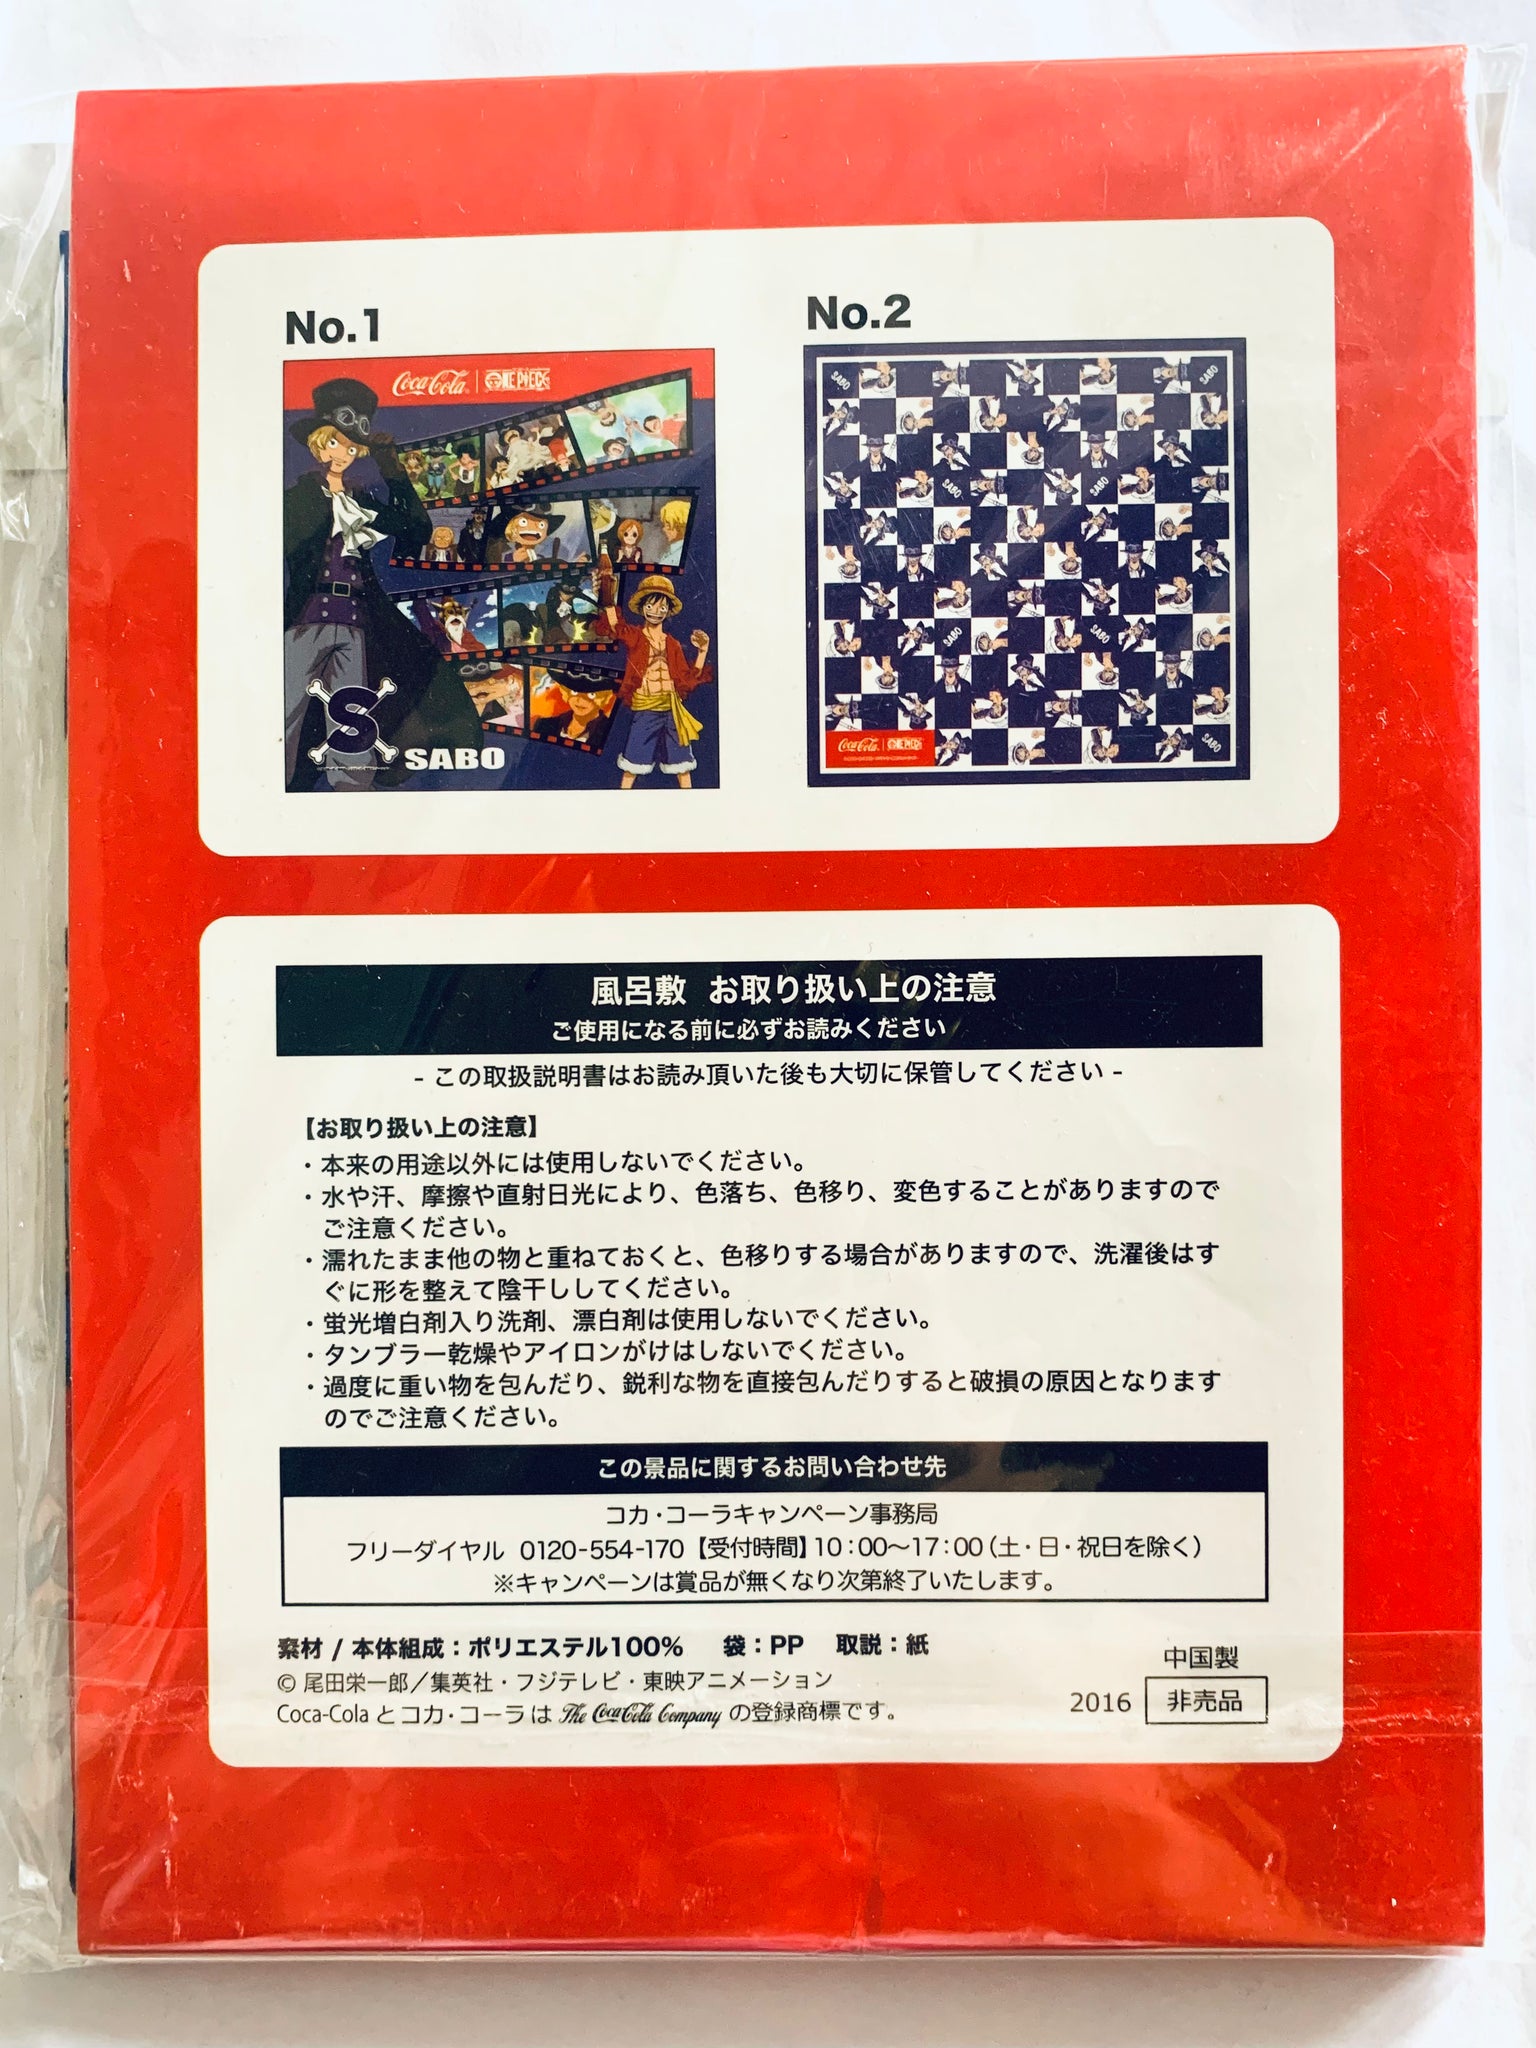 No.1
No.2
Coca-Cola | ONE PIECE
S
SABO
SABO
SABO
SABO
SABO
SABO
SABO
SABO
Coca-Cola | ONE PIECE
風呂敷 お取り扱い上の注意
ご使用になる前に必ずお読みください
- この取扱説明書はお読み頂いた後も大切に保管してください -
【お取り扱い上の注意】
・本来の用途以外には使用しないでください。
・水や汗、摩擦や直射日光により、色落ち、色移り、変色することがありますので
ご注意ください。
・濡れたまま他の物と重ねておくと、色移りする場合がありますので、洗濯後はす
ぐに形を整えて陰干ししてください。
・蛍光増白剤入り洗剤、漂白剤は使用しないでください。
・タンブラー乾燥やアイロンがけはしないでください。
・過度に重い物を包んだり、鋭利な物を直接包んだりすると破損の原因となります
のでご注意ください。
この景品に関するお問い合わせ先
コカ・コーラキャンペーン事務局
フリーダイヤル 0120-554-170【受付時間】10:00〜17:00(土・日・祝日を除く)
※キャンペーンは賞品が無くなり次第終了いたします。
素材 / 本体組成：ポリエステル100% 袋：PP 取説：紙
© 尾田栄一郎／集英社・フジテレビ・東映アニメーション
Coca-Cola とコカ・コーラは The Coca-Cola Company の登録商標です。
中国製
2016 非売品